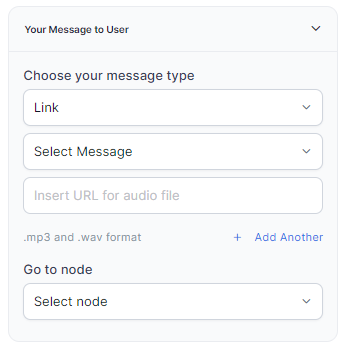 Your Message to User
Choose your message type
Link
Select Message
Insert URL for audio file
.mp3 and .wav format + Add Another
Go to node
Select node